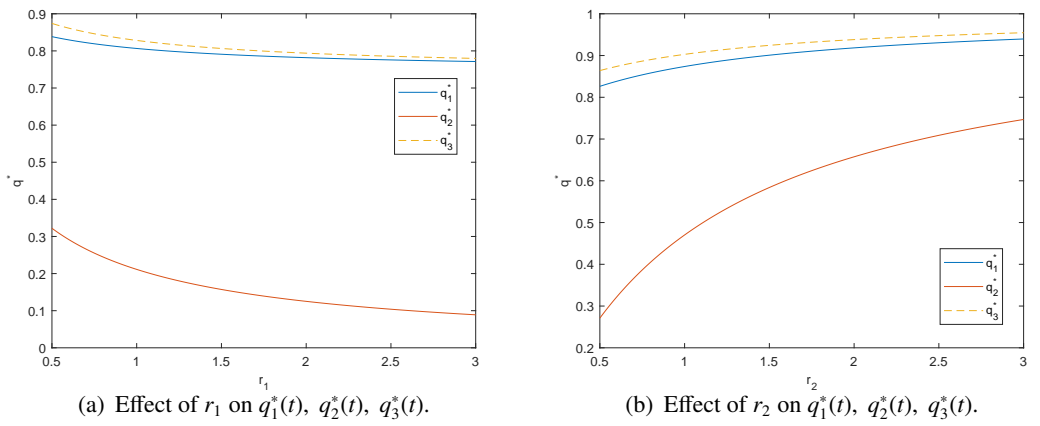 0.9
0.8
0.7
0.6
0.5
0.4
0.3
0.2
0.1
0
q*
0.5 1 1.5 2 2.5 3
r₁
q₁*
q₂*
q₃*
(a) Effect of r₁ on q₁*(t), q₂*(t), q₃*(t).
1
0.9
0.8
0.7
0.6
0.5
0.4
0.3
0.2
q*
0.5 1 1.5 2 2.5 3
r₂
q₁*
q₂*
q₃*
(b) Effect of r₂ on q₁*(t), q₂*(t), q₃*(t).